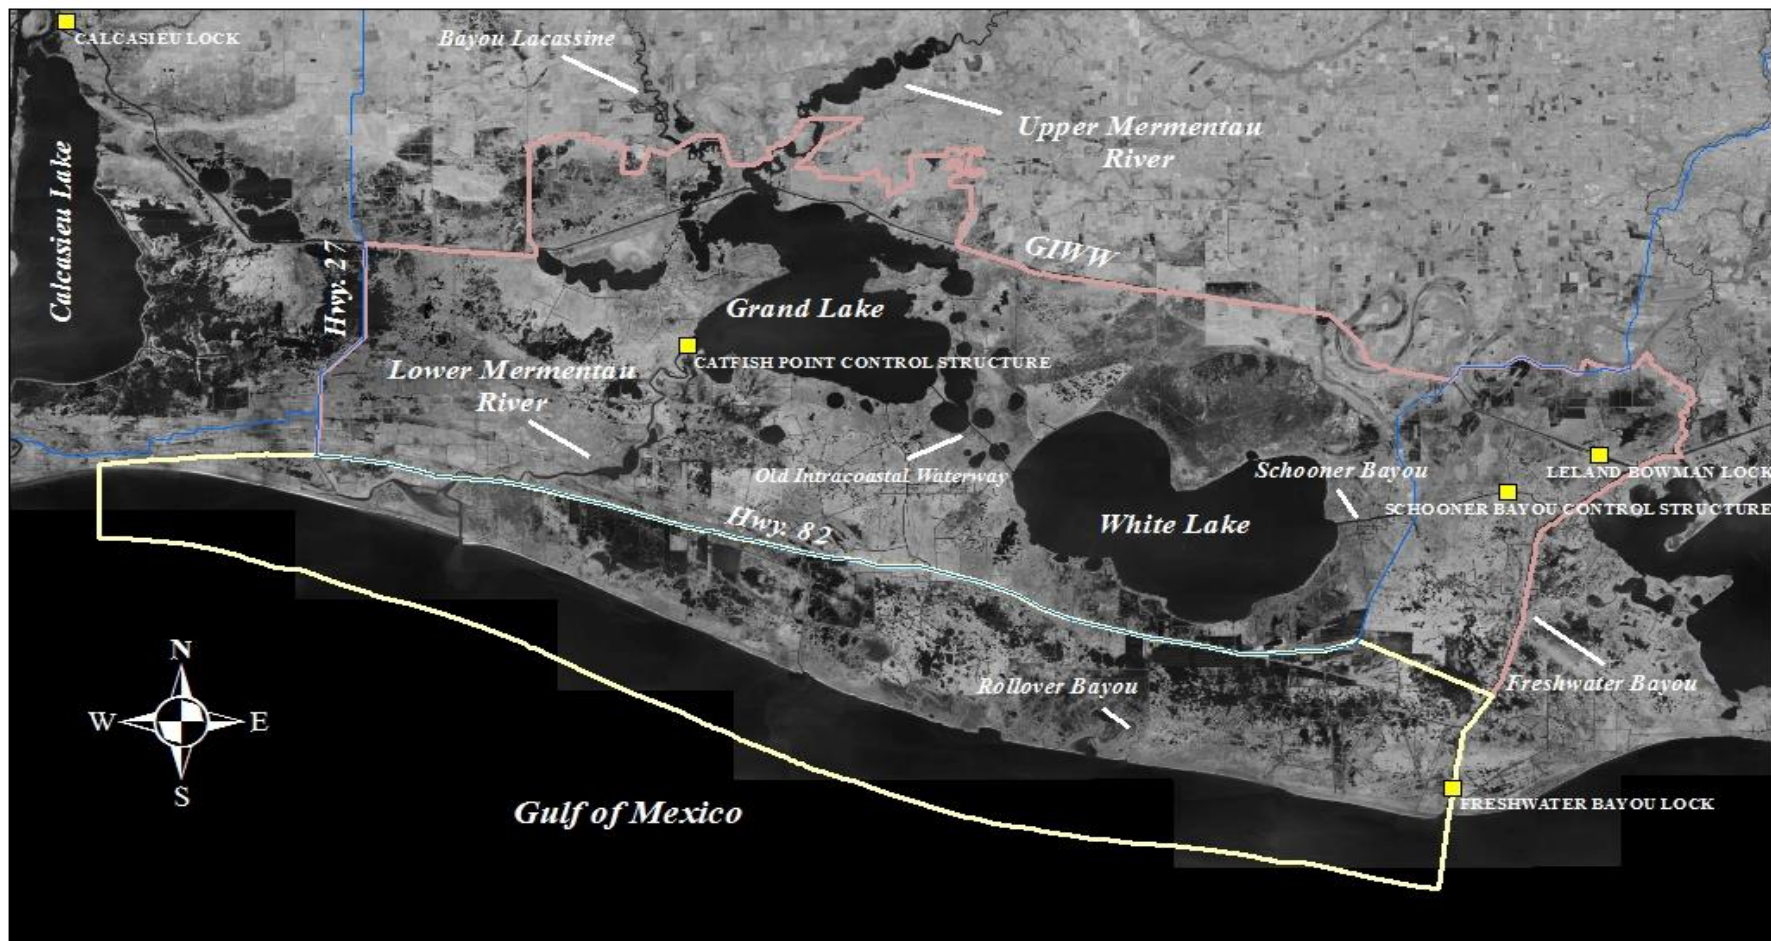 CALCASIEU LOCK
Bayou Lacassine
Upper Mermentau
River
Calcasieu Lake
Hwy. 27
GIWW
Grand Lake
CATFISH POINT CONTROL STRUCTURE
Lower Mermentau
River
Old Intracoastal Waterway
Schooner Bayou
LELAND BOWMAN LOCK
SCHOONER BAYOU CONTROL STRUCTURE
Hwy. 82
White Lake
Rollover Bayou
Freshwater Bayou
N
W
E
S
Gulf of Mexico
FRESHWATER BAYOU LOCK